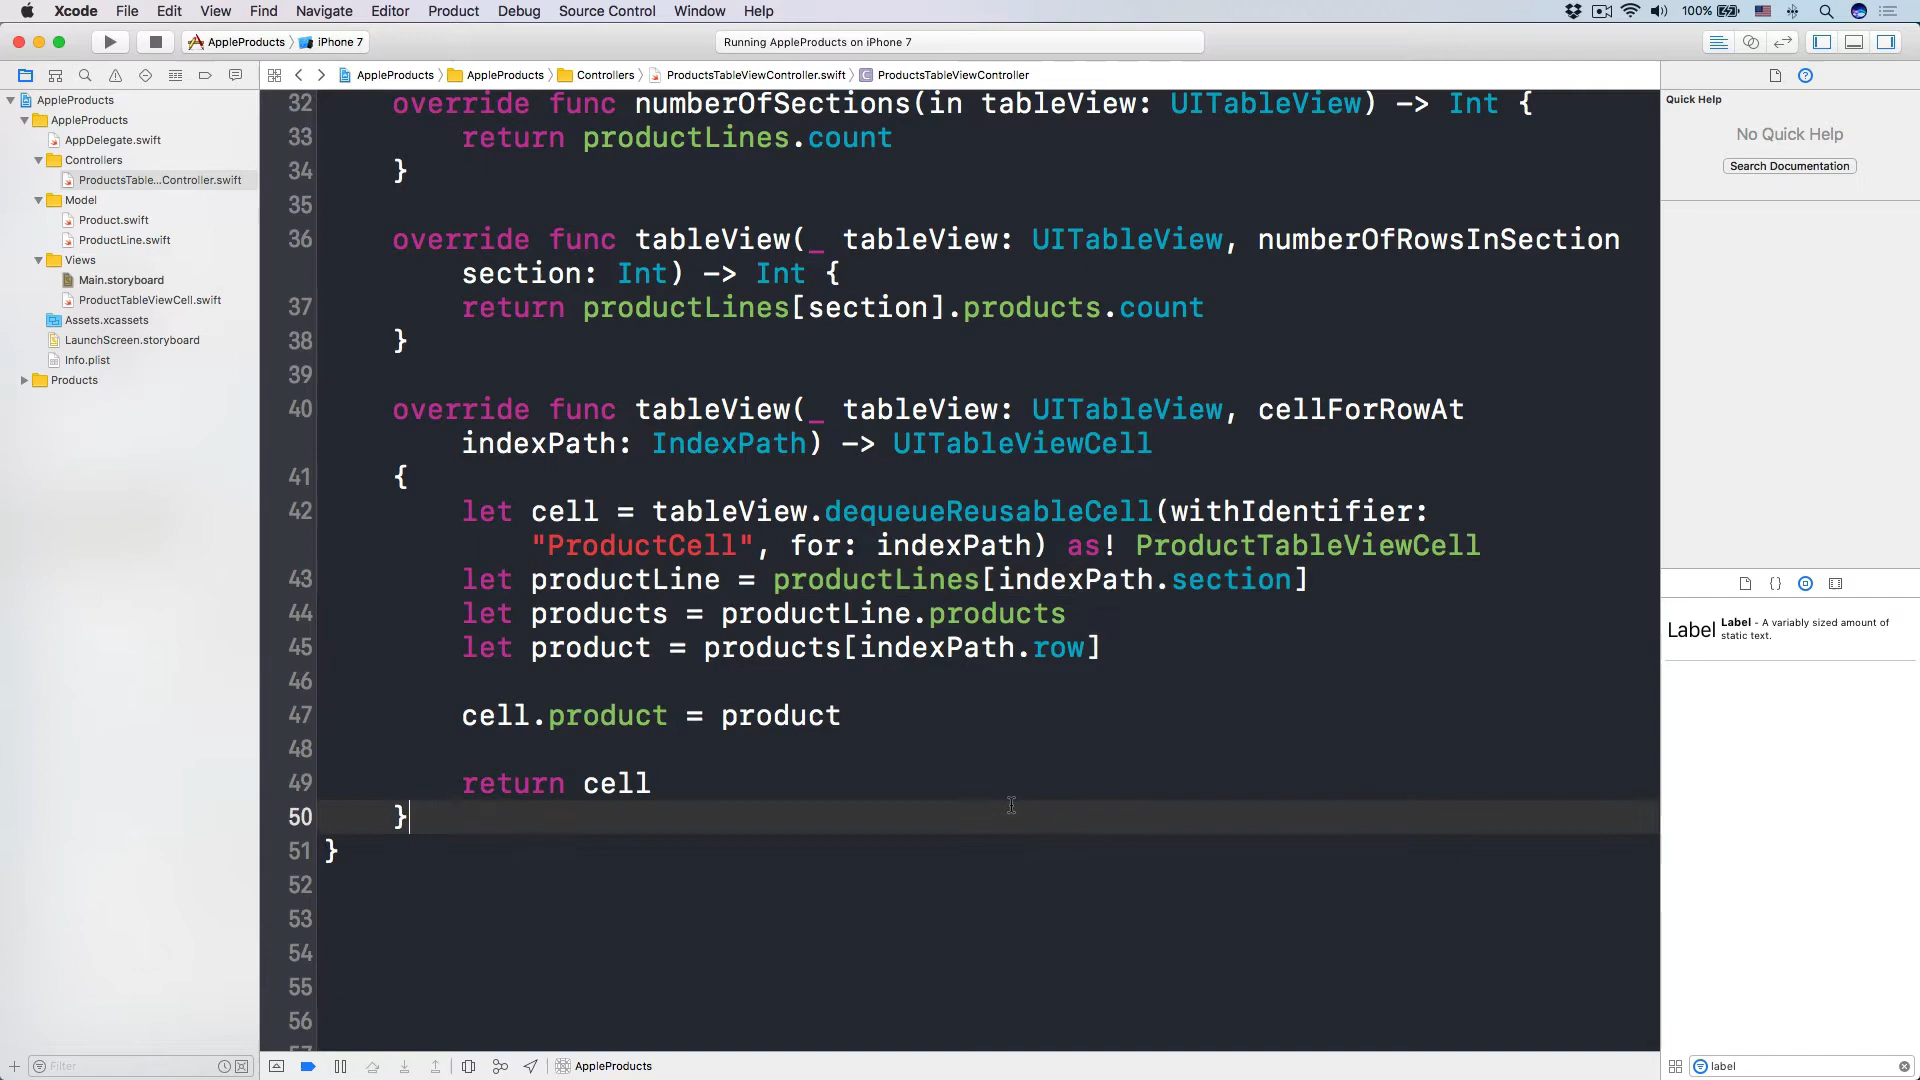 Xcode File Edit View Find Navigate Editor Product Debug Source Control Window Help 100%
AppleProducts iPhone 7 Running AppleProducts on iPhone 7
AppleProducts AppleProducts Controllers ProductsTableViewController.swift C ProductsTableViewController
AppleProducts
AppleProducts
AppDelegate.swift
Controllers
ProductsTable...Controller.swift
Model
Product.swift
ProductLine.swift
Views
Main.storyboard
ProductTableViewCell.swift
Assets.xcassets
LaunchScreen.storyboard
Info.plist
Products
Filter
32 override func numberOfSections(in tableView: UITableView) -> Int {
33 return productLines.count
34 }
35
36 override func tableView(_ tableView: UITableView, numberOfRowsInSection
section: Int) -> Int {
37 return productLines[section].products.count
38 }
39
40 override func tableView(_ tableView: UITableView, cellForRowAt
indexPath: IndexPath) -> UITableViewCell
41 {
42 let cell = tableView.dequeueReusableCell(withIdentifier:
"ProductCell", for: indexPath) as! ProductTableViewCell
43 let productLine = productLines[indexPath.section]
44 let products = productLine.products
45 let product = products[indexPath.row]
46
47 cell.product = product
48
49 return cell
50 }
51 }
52
53
54
55
56
AppleProducts
Quick Help
No Quick Help
Search Documentation
Label Label - A variably sized amount of
static text.
label